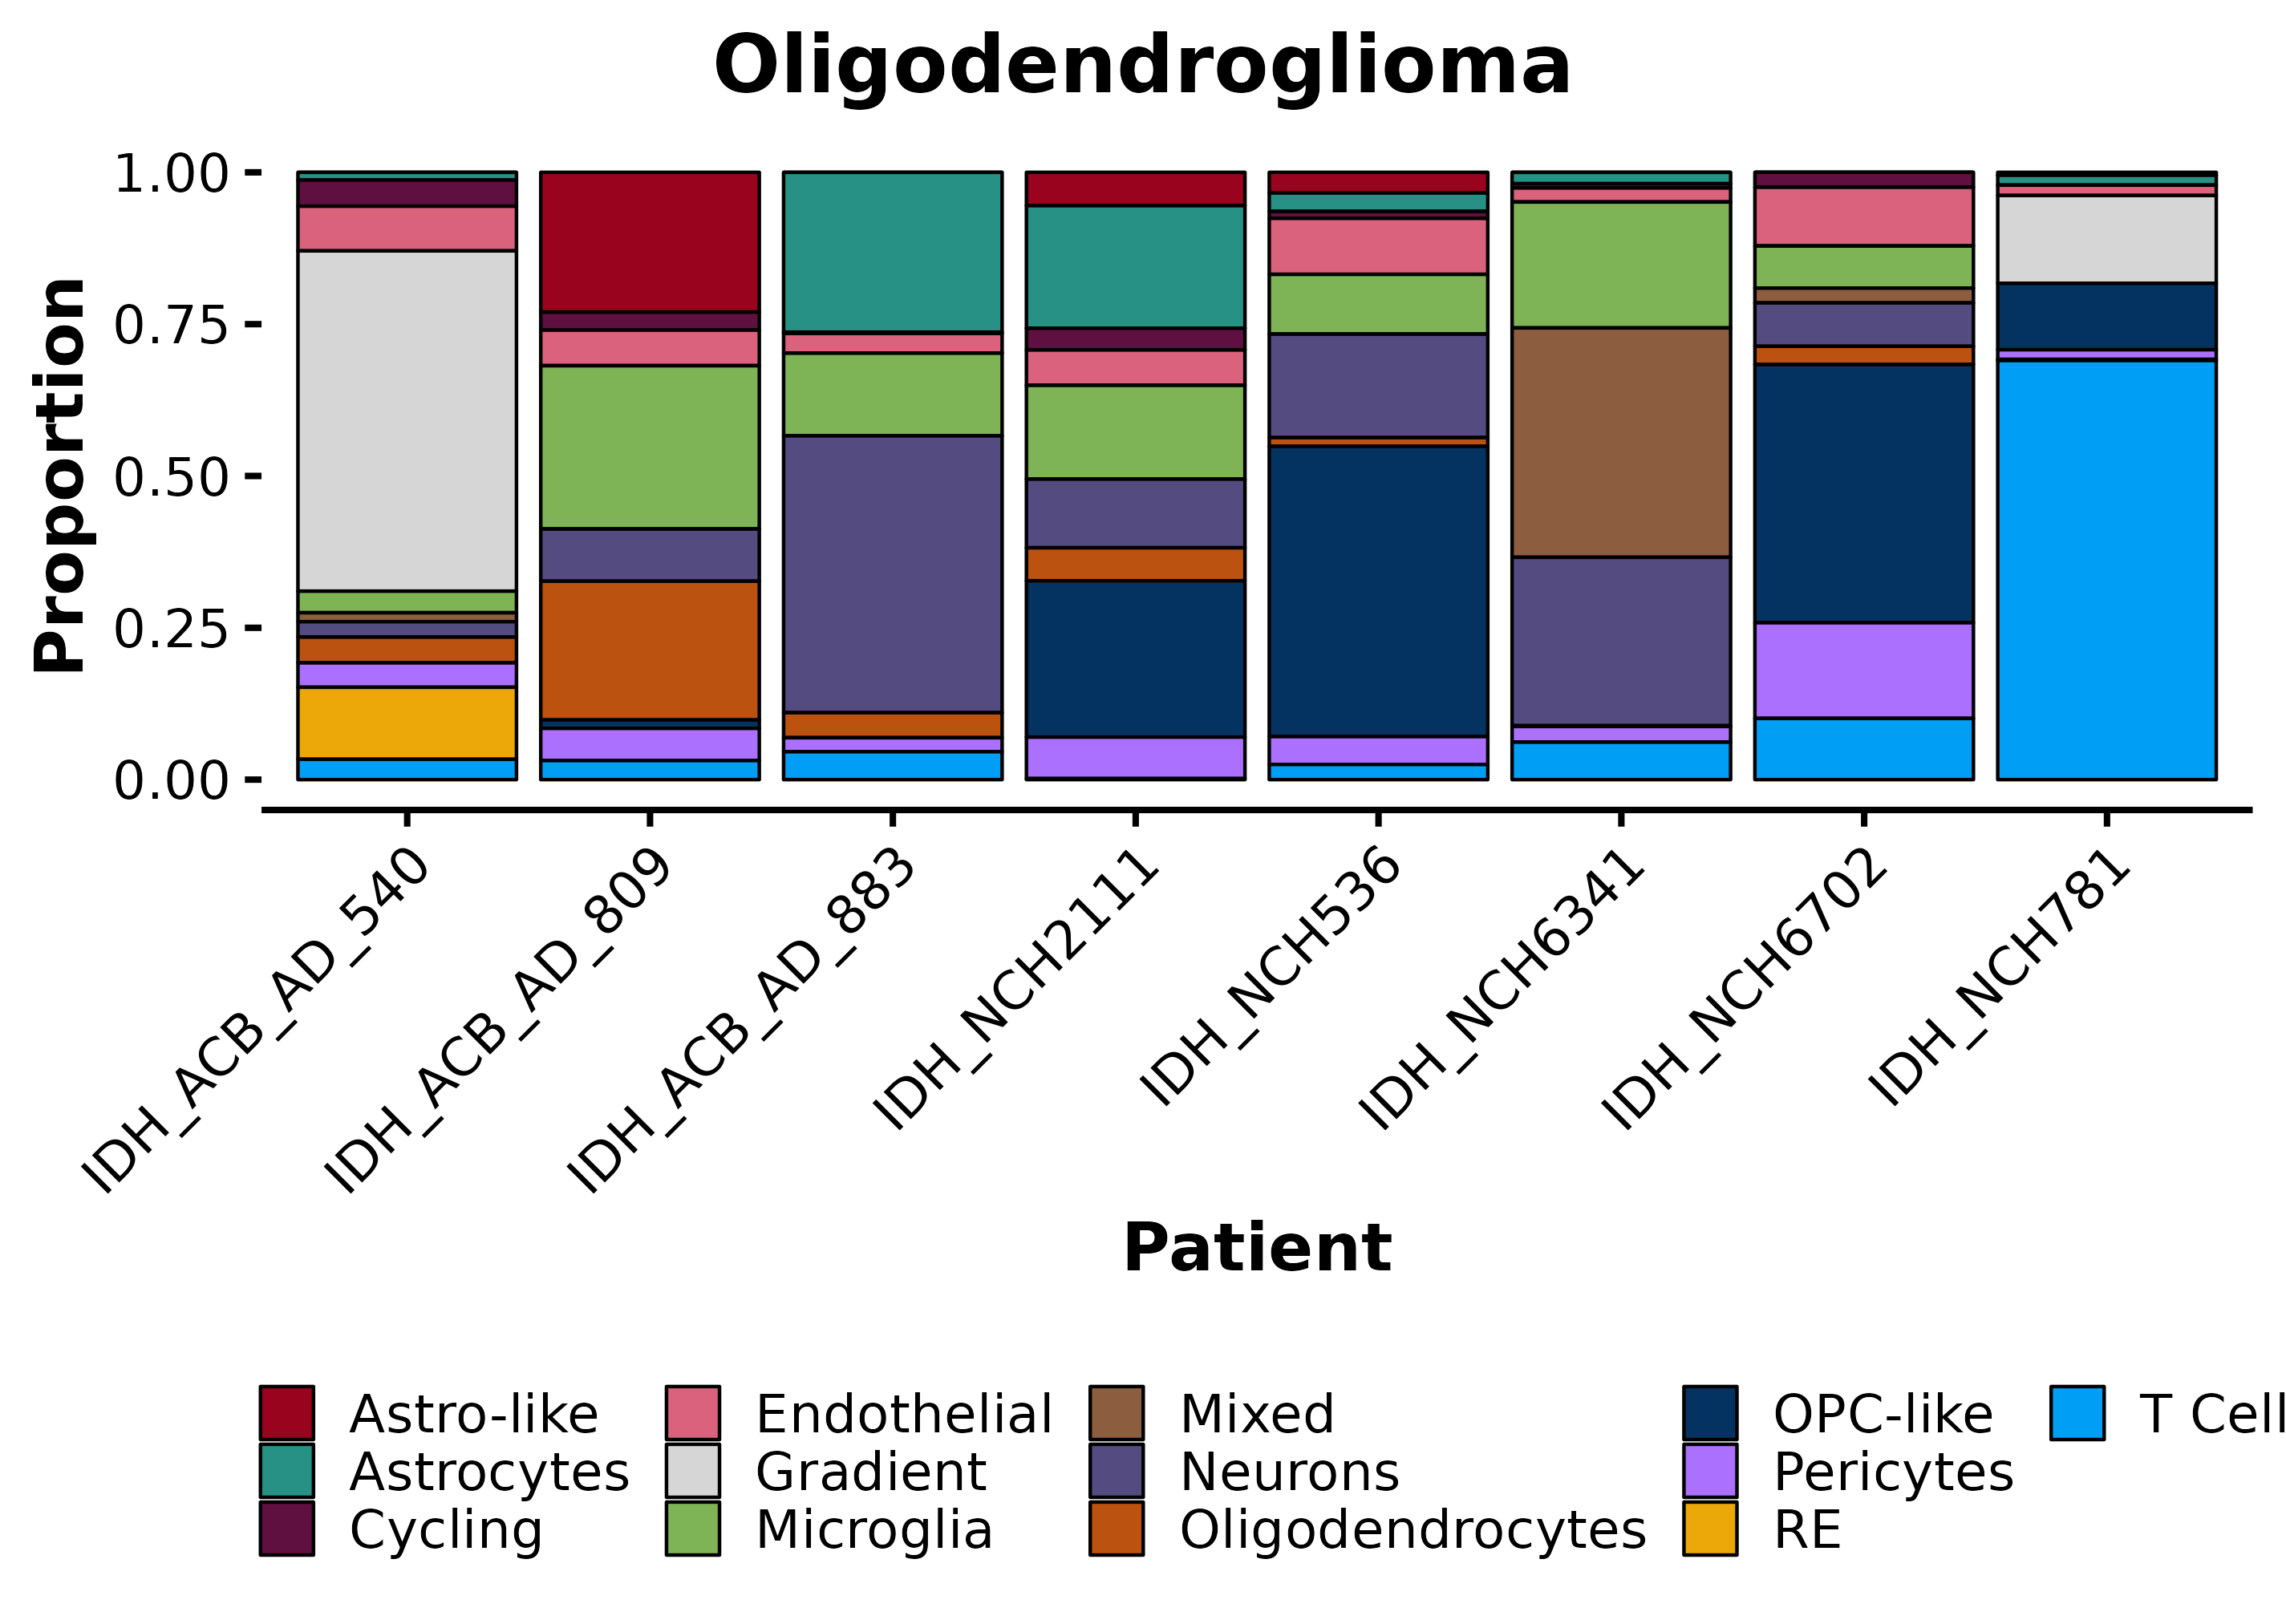 Oligodendroglioma
Proportion
1.00
0.75
0.50
0.25
0.00
IDH_ACB_AD_540
IDH_ACB_AD_809
IDH_ACB_AD_883
IDH_NCH2111
IDH_NCH536
IDH_NCH6341
IDH_NCH6702
IDH_NCH781
Patient
Astro-like
Astrocytes
Cycling
Endothelial
Gradient
Microglia
Mixed
Neurons
Oligodendrocytes
OPC-like
Pericytes
RE
T Cell